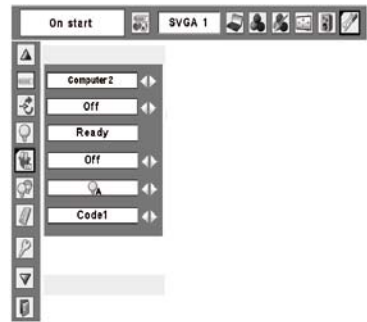 On start SVGA 1
Computer2
Off
Ready
Off
A
Code1